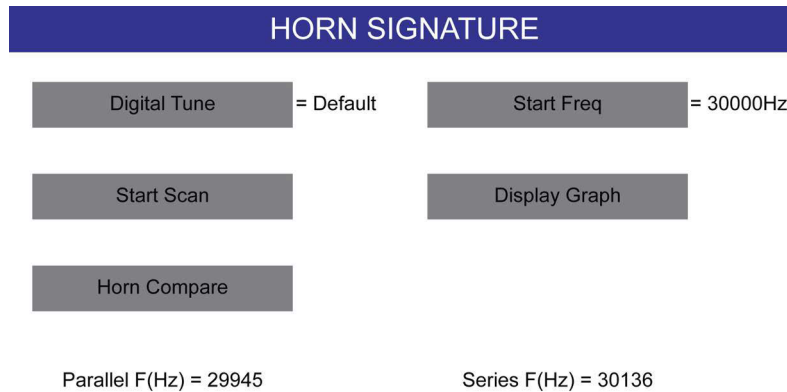 HORN SIGNATURE
Digital Tune = Default Start Freq = 30000Hz
Start Scan Display Graph
Horn Compare
Parallel F(Hz) = 29945 Series F(Hz) = 30136